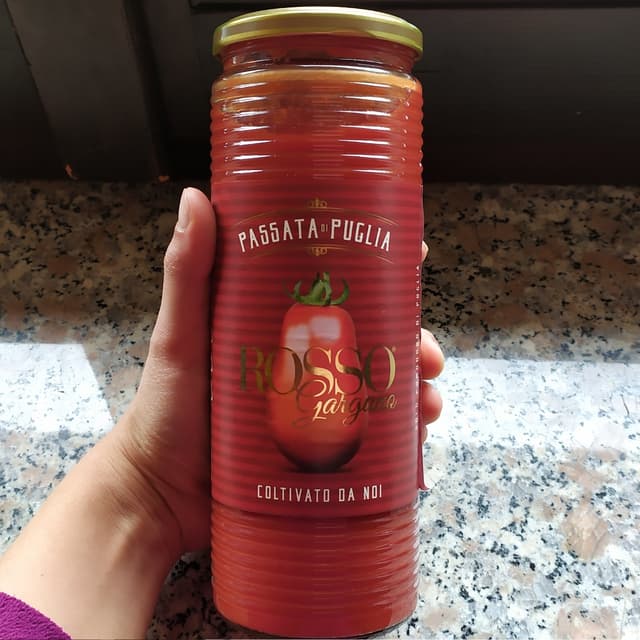 PASSATA DI PUGLIA
ROSSO®
Gargano
COLTIVATO DA NOI